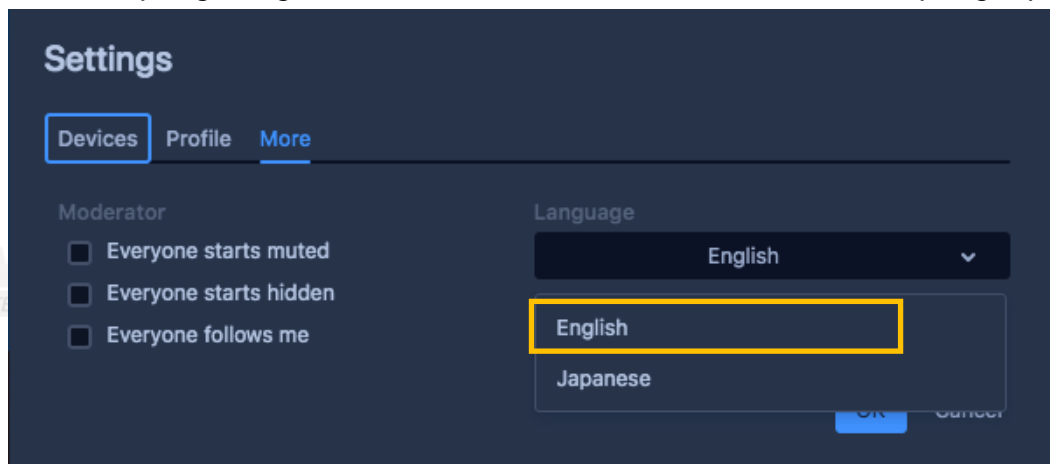 Settings
Devices Profile More
Moderator
Everyone starts muted
Everyone starts hidden
Everyone follows me
Language
English
English
Japanese